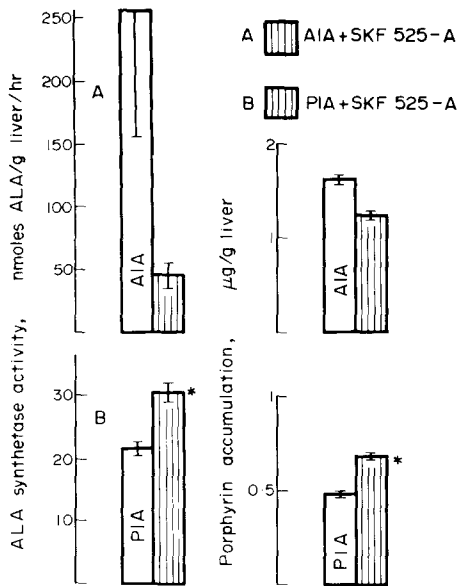 250
200
150
100
50
A
AIA
nmoles ALA/g liver/hr
ALA synthetase activity,
A AIA+SKF 525-A
B PIA+SKF 525-A
2
1
AIA
µg/g liver
Porphyrin accumulation,
30
20
10
B
PIA
*
1
0·5
PIA
*